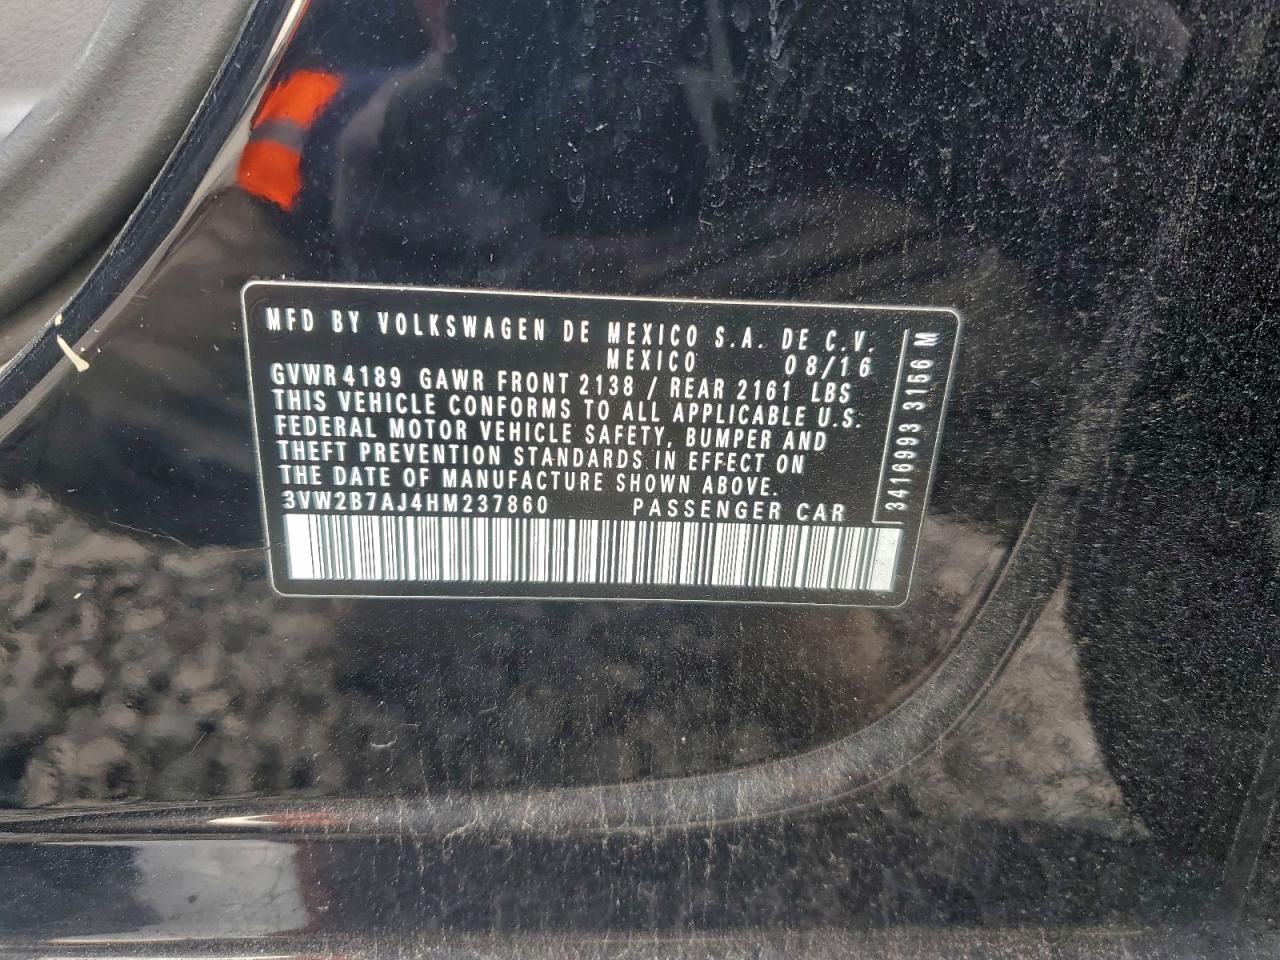 MFD BY VOLKSWAGEN DE MEXICO S.A. DE C.V.
MEXICO 08/16
GVWR 4189 GAWR FRONT 2138 / REAR 2161 LBS
THIS VEHICLE CONFORMS TO ALL APPLICABLE U.S.
FEDERAL MOTOR VEHICLE SAFETY, BUMPER AND
THEFT PREVENTION STANDARDS IN EFFECT ON
THE DATE OF MANUFACTURE SHOWN ABOVE.
3VW2B7AJ4HM237860 PASSENGER CAR
3416993 3156 M